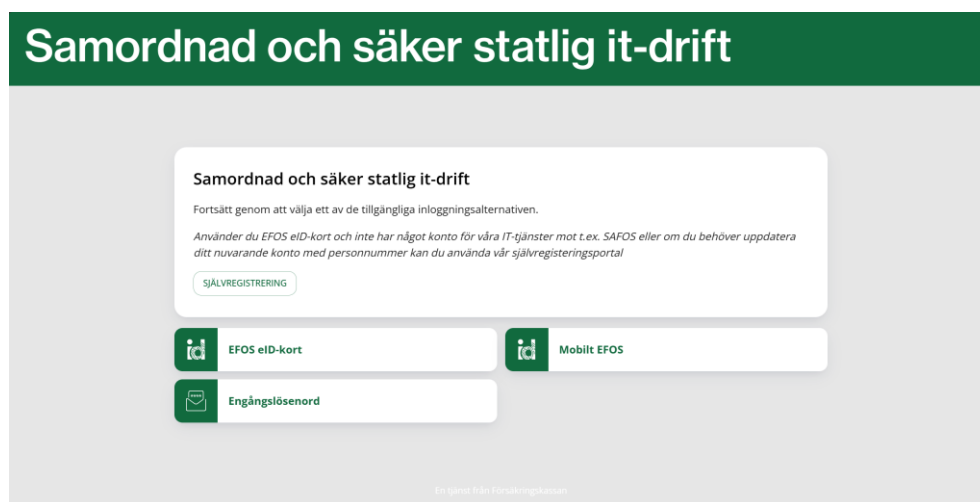 Samordnad och säker statlig it-drift
Samordnad och säker statlig it-drift
Fortsätt genom att välja ett av de tillgängliga inloggningsalternativen.
Använder du EFOS eID-kort och inte har något konto för våra IT-tjänster mot t.ex. SAFOS eller om du behöver uppdatera
ditt nuvarande konto med personnummer kan du använda vår självregisteringsportal
SJÄLVREGISTRERING
id EFOS eID-kort
id Mobilt EFOS
Engångslösenord
En tjänst från Försäkringskassan